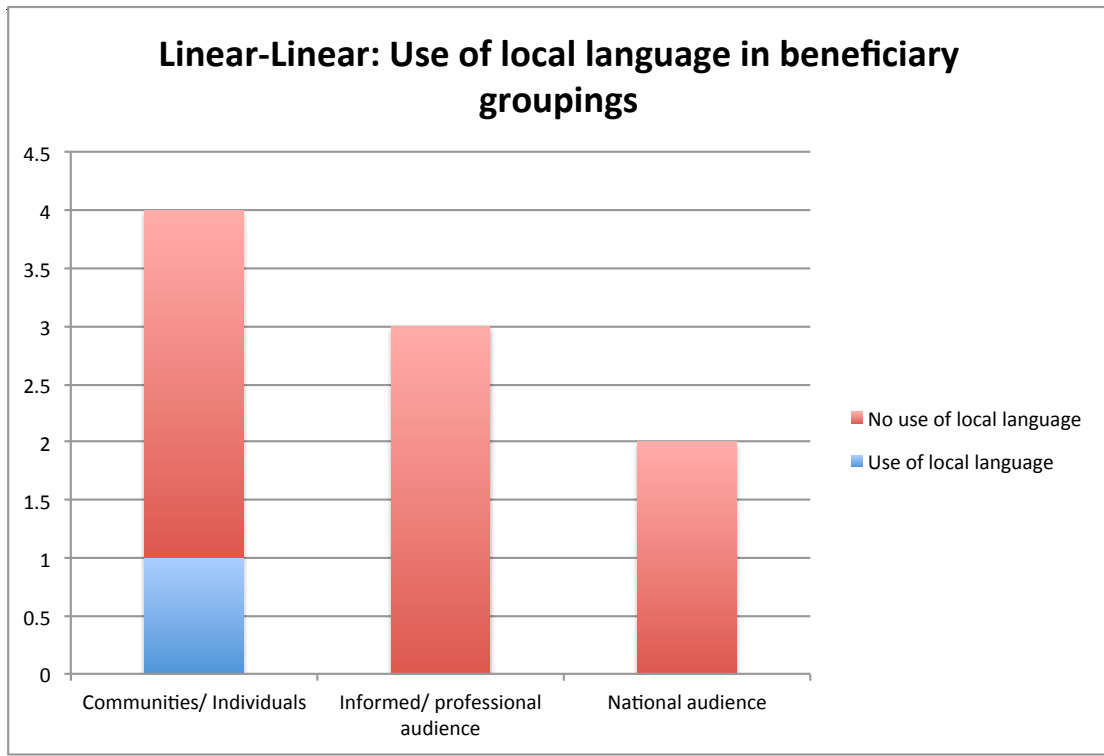 Linear-Linear: Use of local language in beneficiary
groupings
4.5
4
3.5
3
2.5
2
1.5
1
0.5
0
Communities/ Individuals
Informed/ professional
audience
National audience
No use of local language
Use of local language